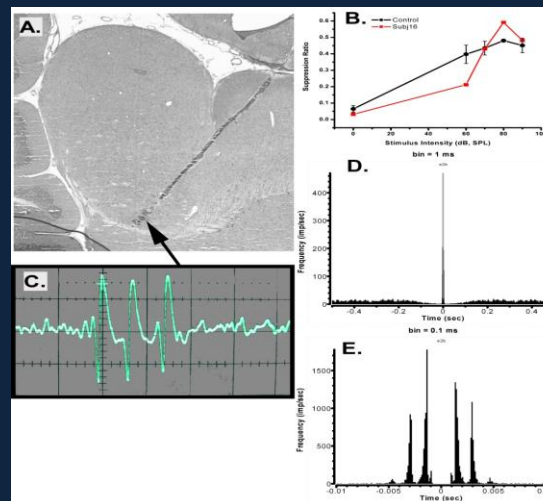 A.
B.
Control
Subj16
Suppression Ratio
0.6
0.5
0.4
0.3
0.2
0.1
0.0
0 20 40 60 80
Stimulus Intensity (dB, SPL)
C.
bin = 1 ms
D.
Frequency (imp/sec)
400
300
200
100
0
-0.4 -0.2 0 0.2 0.4
Time (sec)
bin = 0.1 ms
E.
Frequency (imp/sec)
1500
1000
500
0
-0.01 -0.005 0 0.005 0.01
Time (sec)